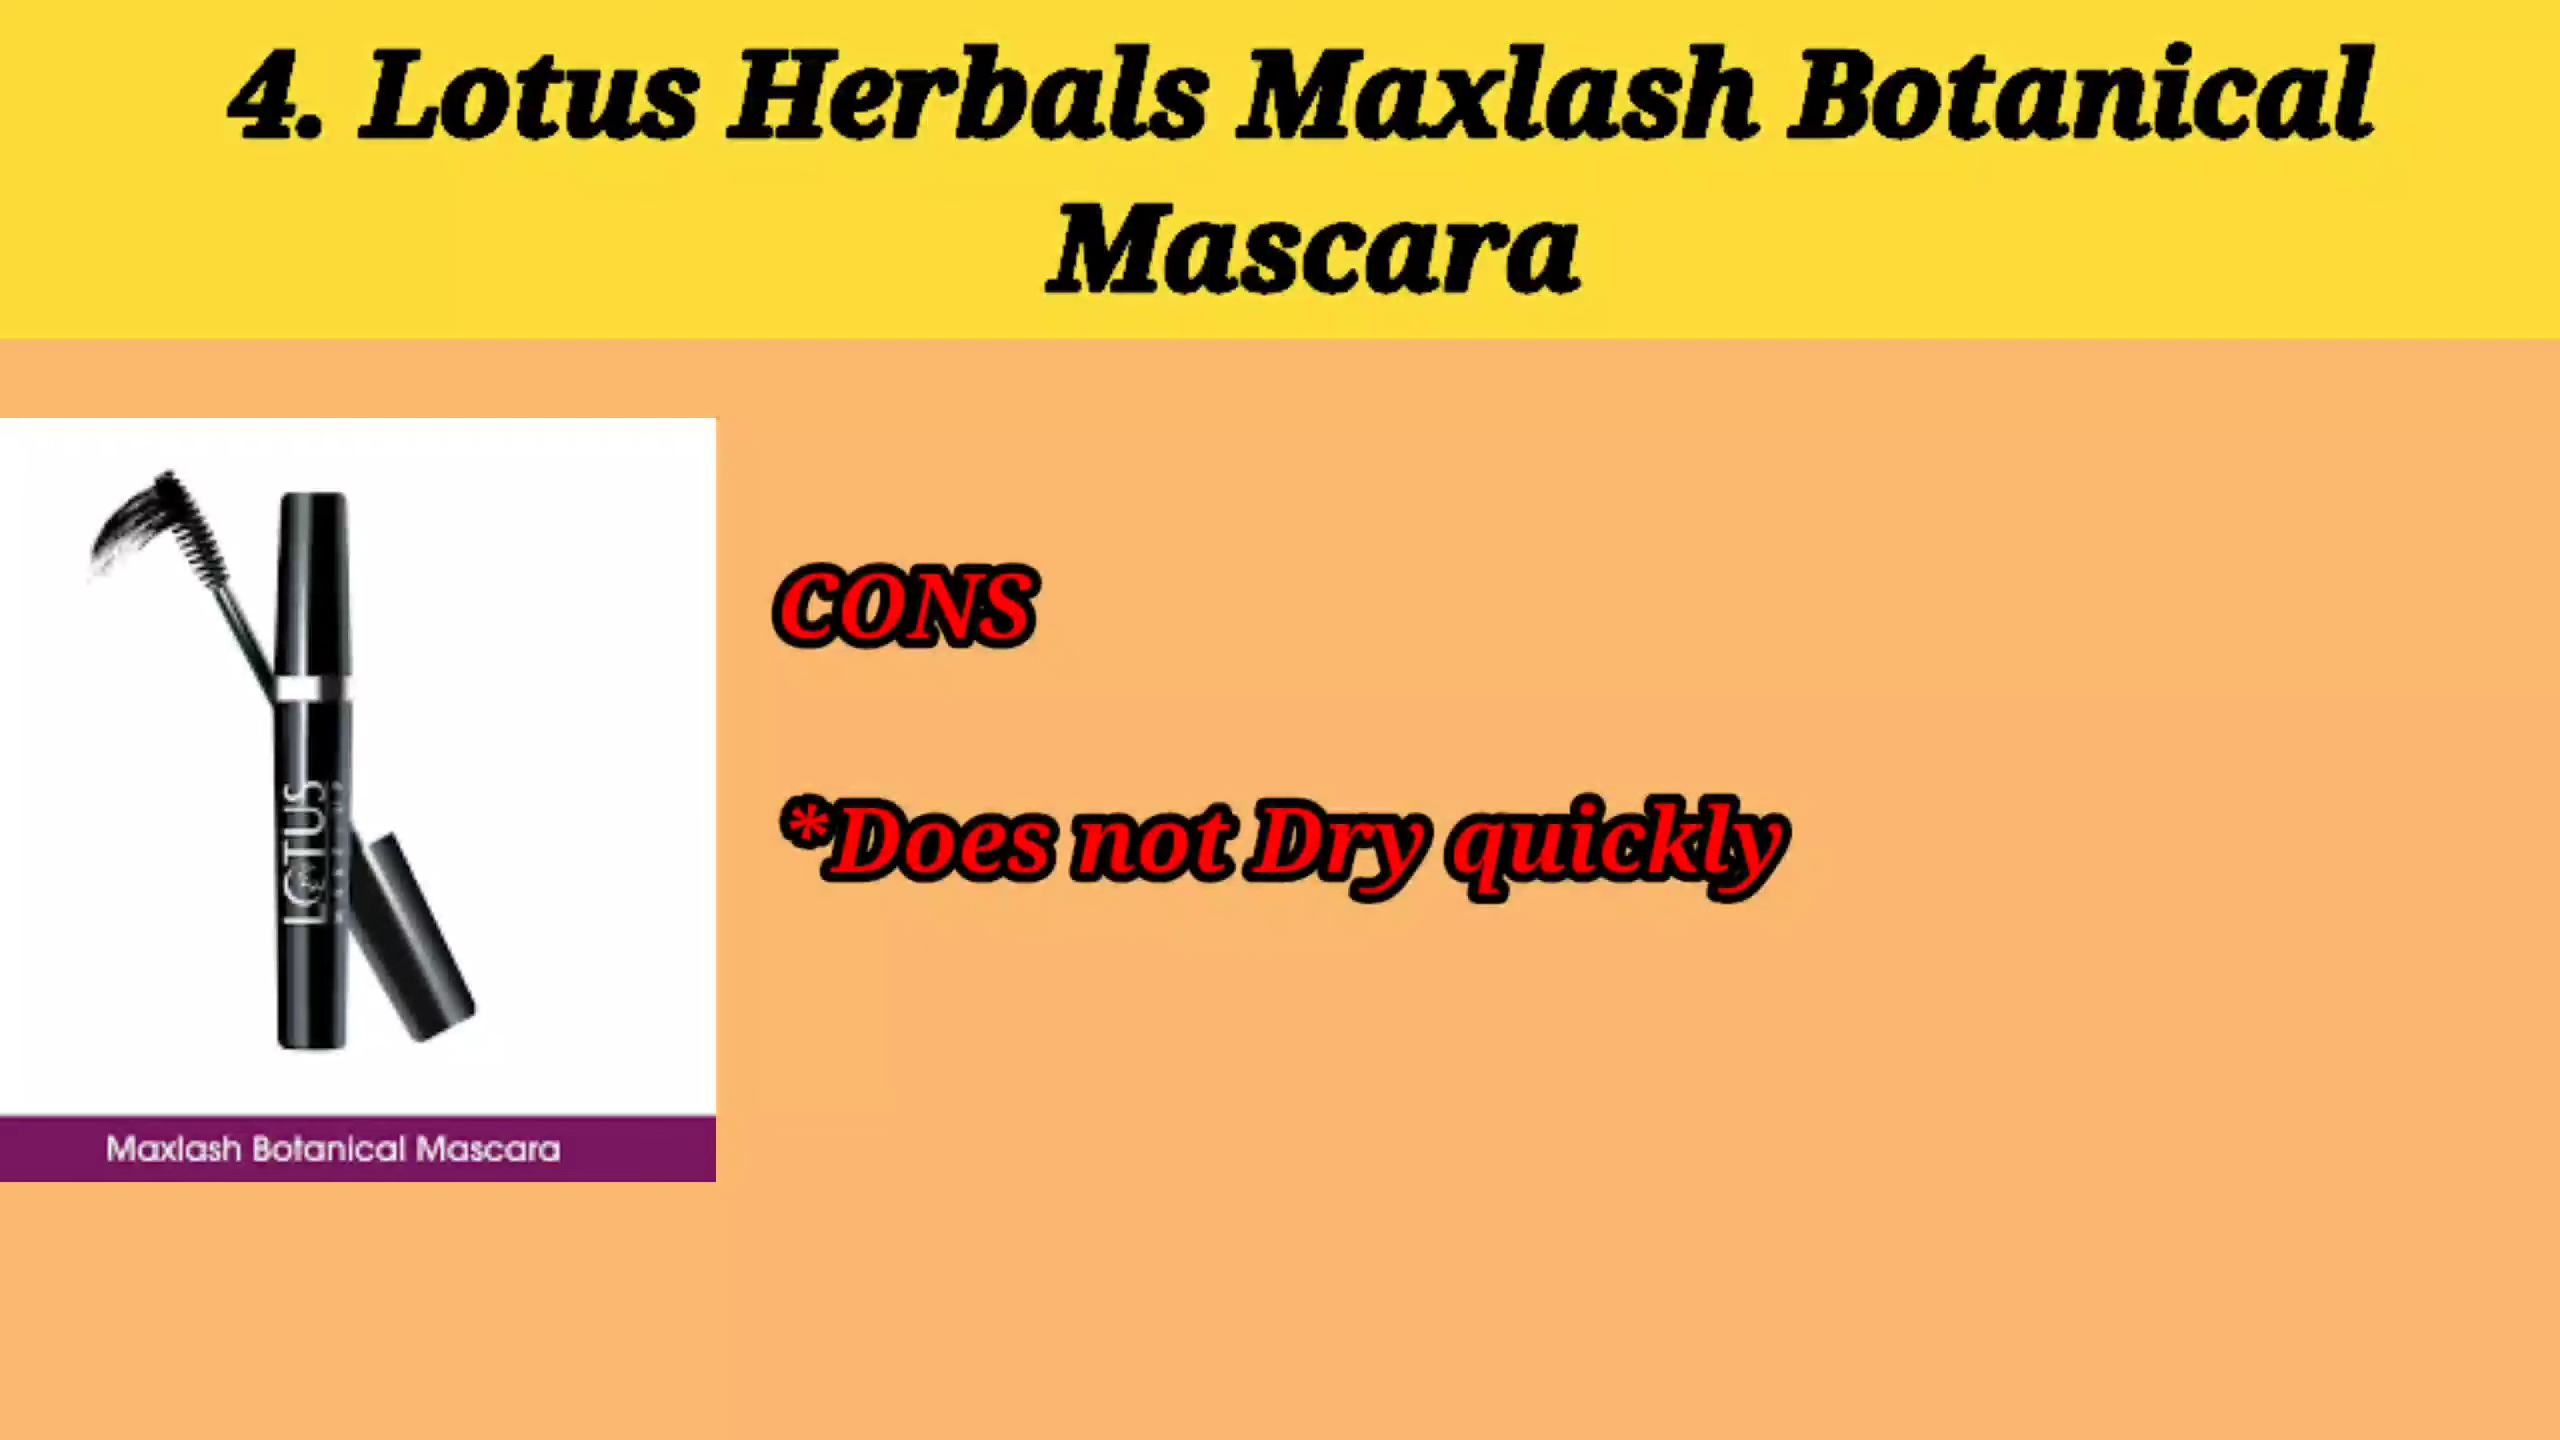 4. Lotus Herbals Maxlash Botanical
Mascara
CONS
*Does not Dry quickly
LOTUS
Maxlash Botanical Mascara